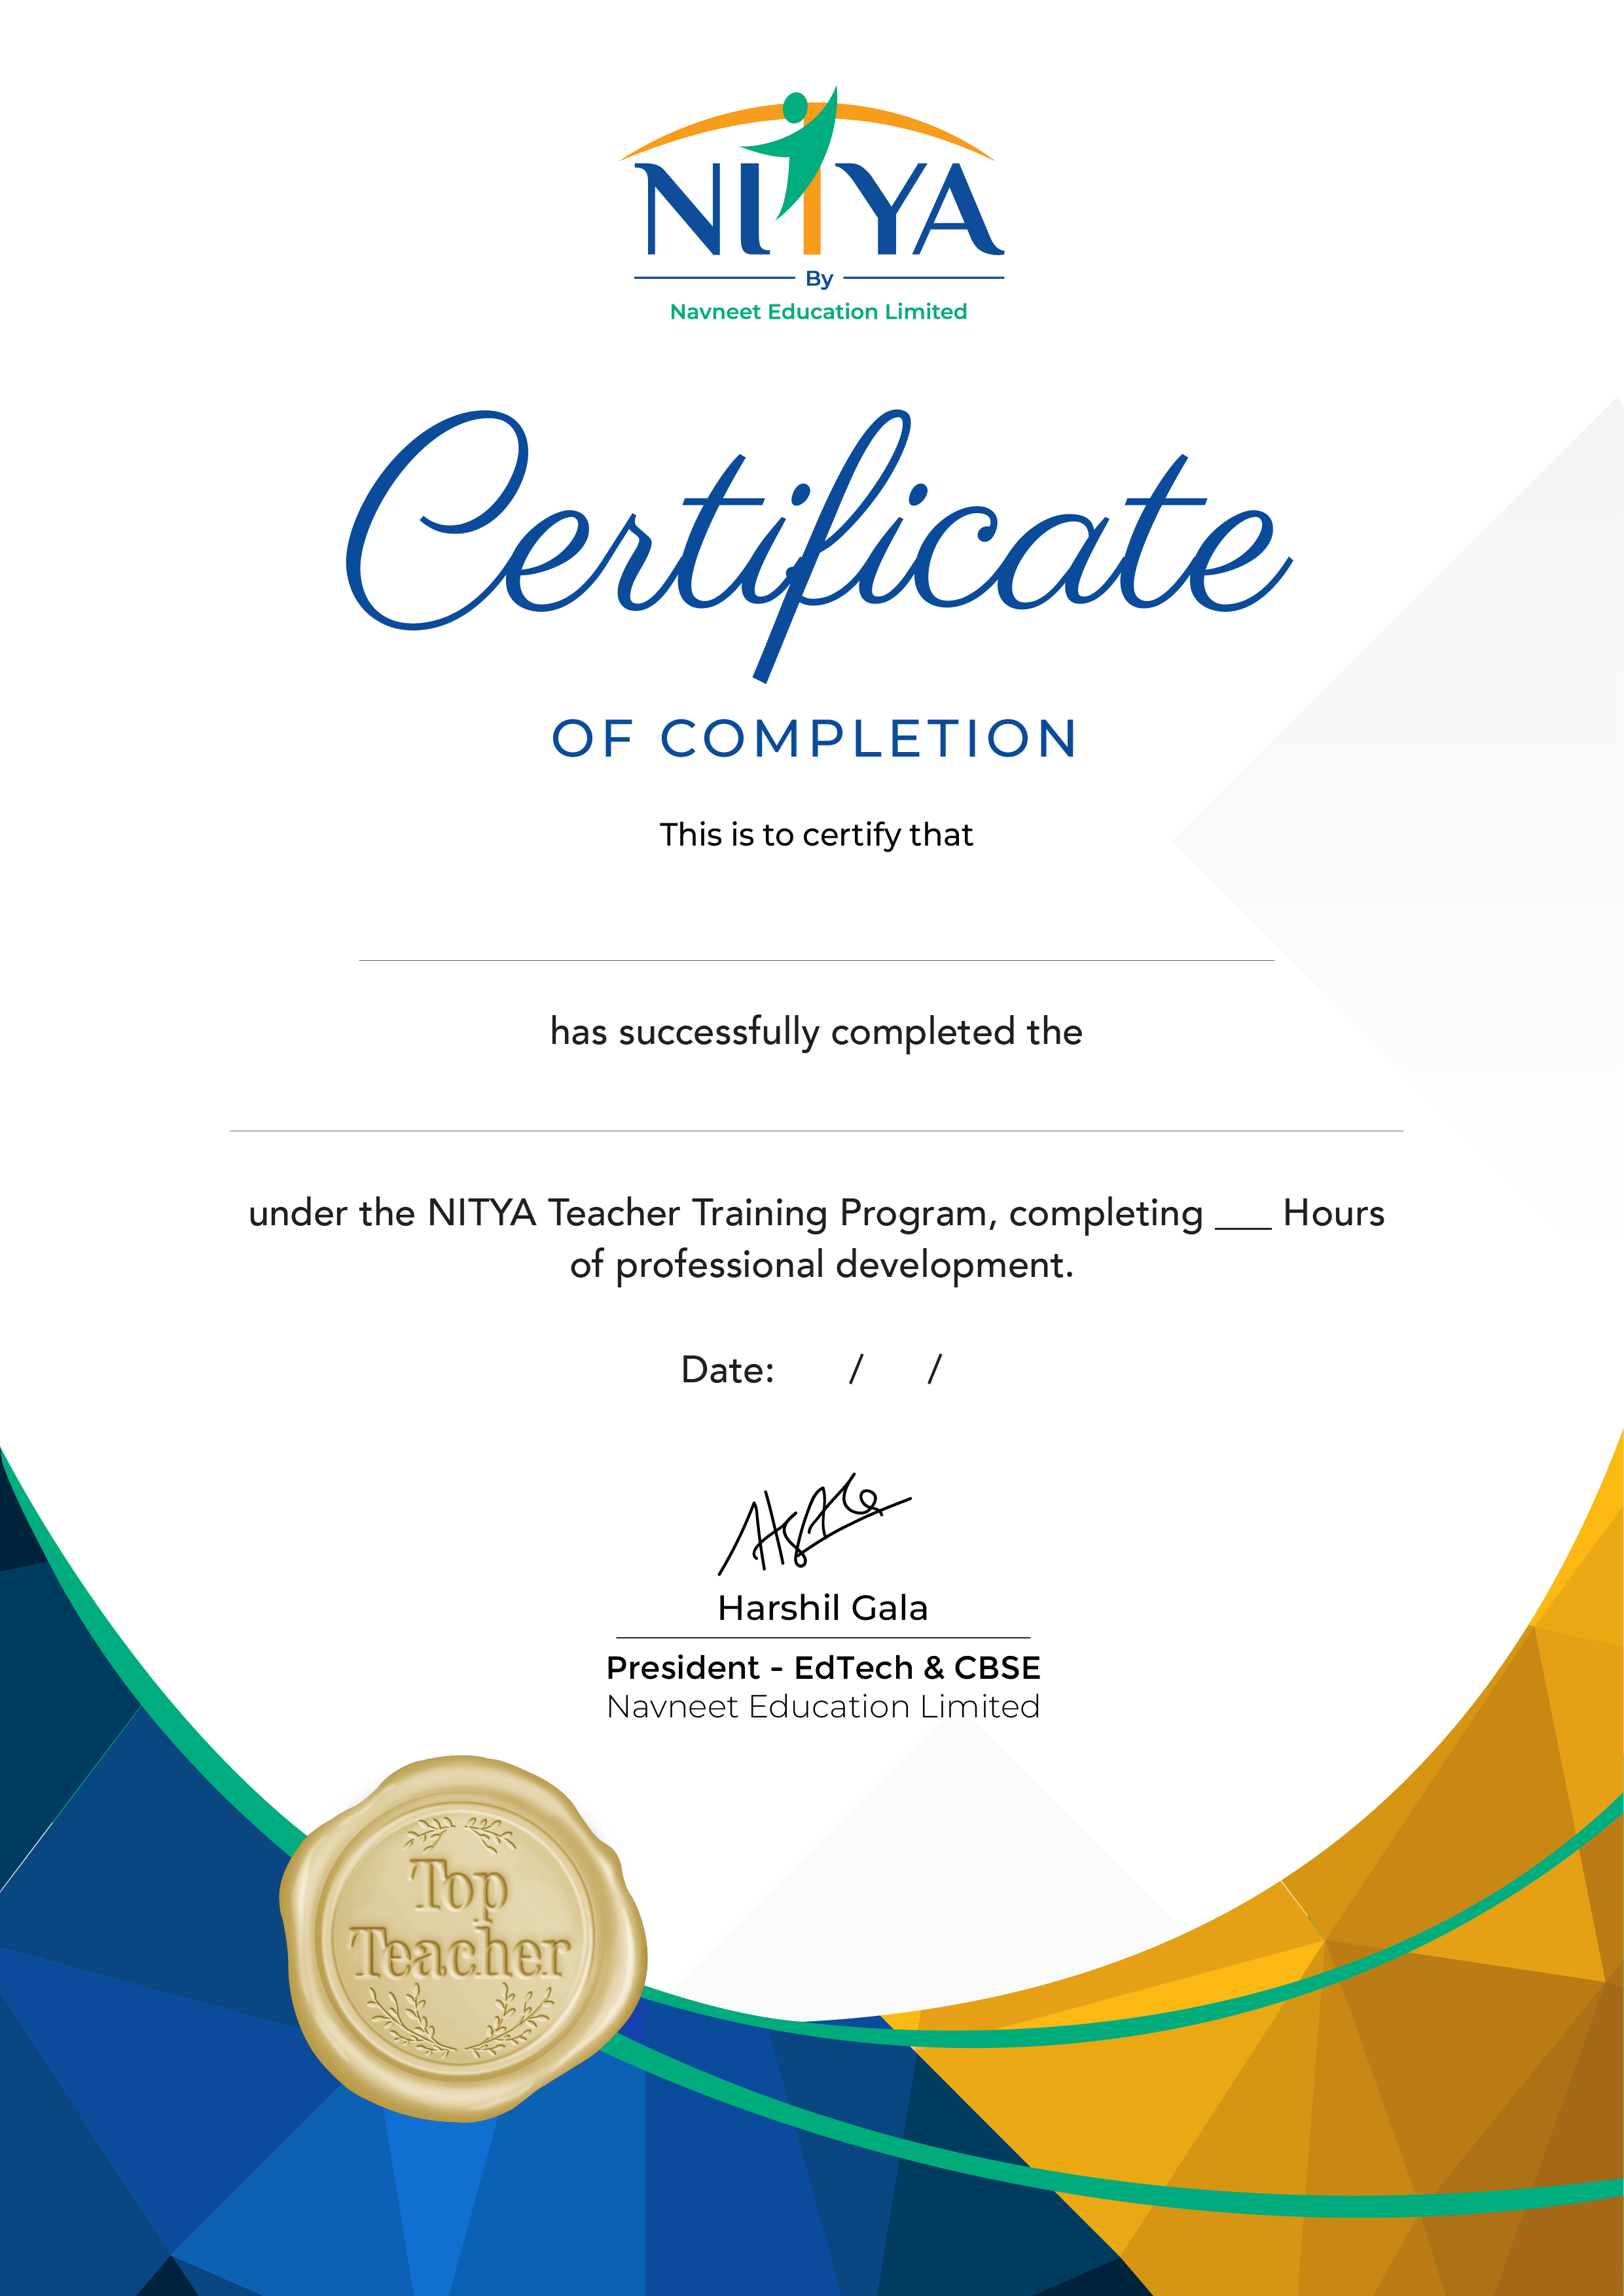 NITYA
By
Navneet Education Limited
Certificate
OF COMPLETION
This is to certify that
has successfully completed the
under the NITYA Teacher Training Program, completing ___ Hours
of professional development.
Date: / /
Harshil Gala
President - EdTech & CBSE
Navneet Education Limited
Top
Teacher